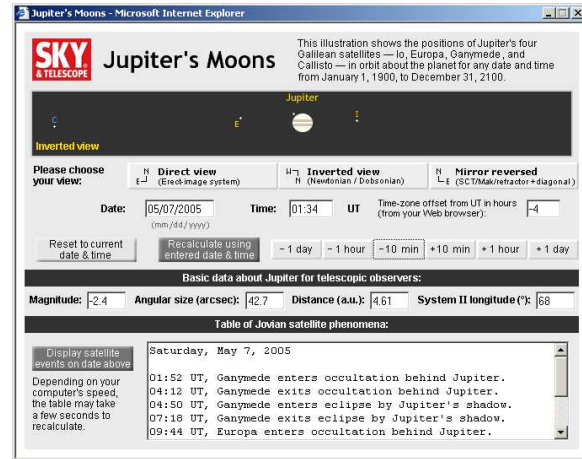 Jupiter's Moons - Microsoft Internet Explorer
SKY
& TELESCOPE
Jupiter's Moons
This illustration shows the positions of Jupiter's four
Galilean satellites — Io, Europa, Ganymede, and
Callisto — in orbit about the planet for any date and time
from January 1, 1900, to December 31, 2100.
Jupiter
C
E
I
Inverted view
Please choose
your view:
N
E
Direct view
(Erect-image system)
W
N
Inverted view
(Newtonian / Dobsonian)
N
E
Mirror reversed
(SCT/Mak/refractor+diagonal)
Date: 05/07/2005 Time: 01:34 UT
(mm/dd/yyyy)
Time-zone
offset from UT in hours
(from your Web browser): -4
Reset to current
date & time
Recalculate using
entered date & time
- 1 day - 1 hour -10 min +10 min + 1 hour + 1 day
Basic data about Jupiter for telescopic observers:
Magnitude: -2.4 Angular size (arcsec): 42.7 Distance (a.u.): 4.61 System II longitude (°): 68
Table of Jovian satellite phenomena:
Display satellite
events on date above
Depending on your
computer's speed,
the table may take
a few seconds to
recalculate.
Saturday, May 7, 2005
01:52 UT, Ganymede enters occultation behind Jupiter.
04:12 UT, Ganymede exits occultation behind Jupiter.
04:50 UT, Ganymede enters eclipse by Jupiter's shadow.
07:18 UT, Ganymede exits eclipse by Jupiter's shadow.
09:44 UT, Europa enters occultation behind Jupiter.